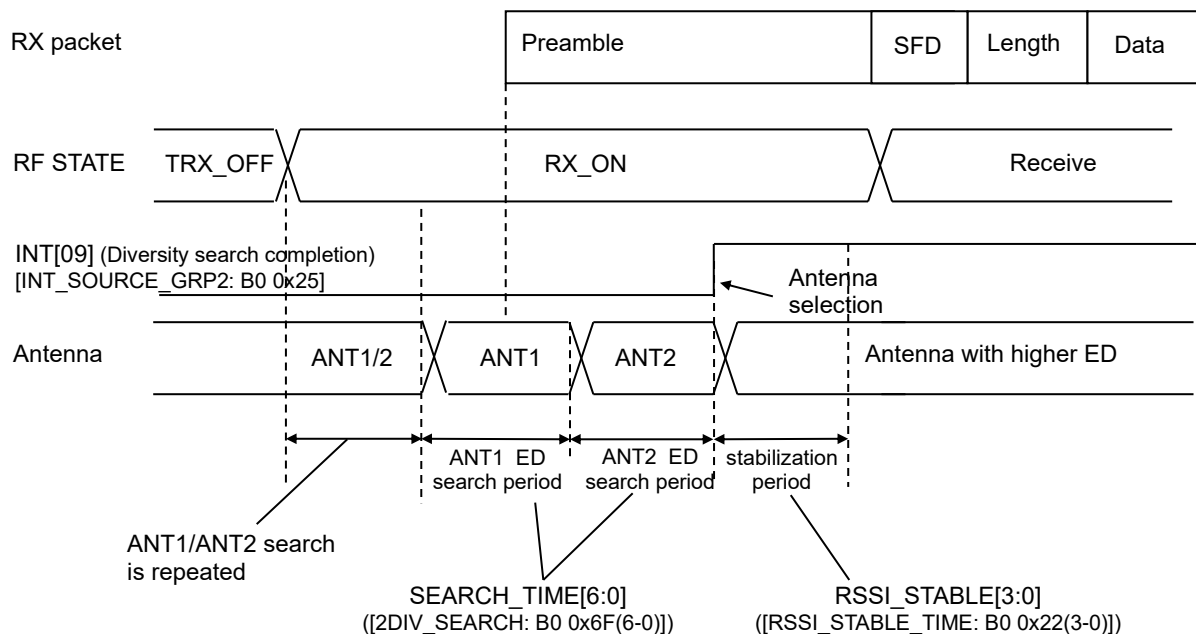 RX packet
Preamble
SFD
Length
Data
RF STATE
TRX_OFF
RX_ON
Receive
INT[09] (Diversity search completion)
[INT_SOURCE_GRP2: B0 0x25]
Antenna
selection
Antenna
ANT1/2
ANT1
ANT2
Antenna with higher ED
ANT1 ED
search period
ANT2 ED
search period
stabilization
period
ANT1/ANT2 search
is repeated
SEARCH_TIME[6:0]
([2DIV_SEARCH: B0 0x6F(6-0)])
RSSI_STABLE[3:0]
([RSSI_STABLE_TIME: B0 0x22(3-0)])